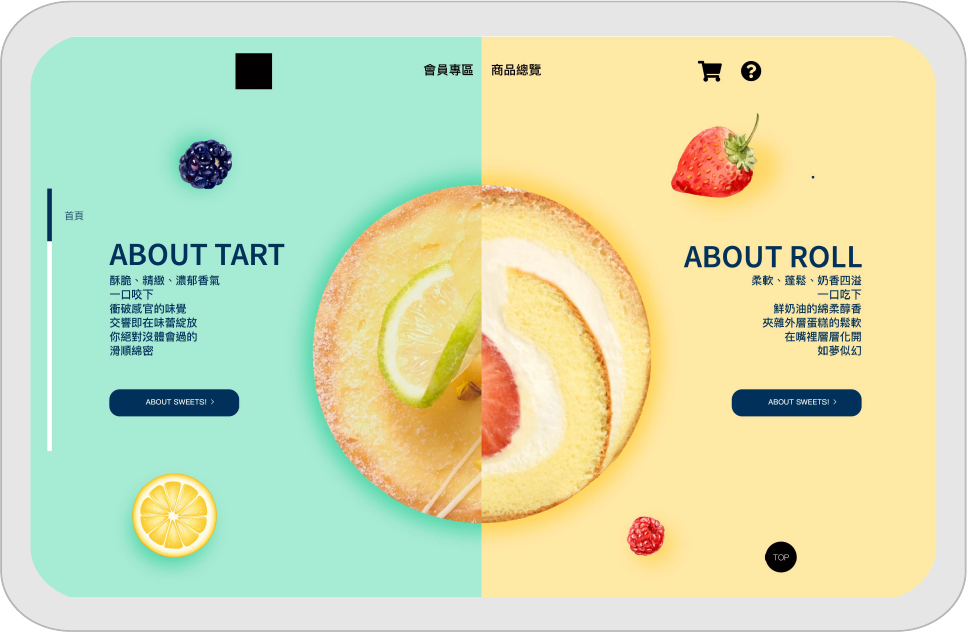 會員專區
商品總覽
首頁
ABOUT TART
酥脆、精緻、濃郁香氣
一口咬下
衝破感官的味覺
交響即在味蕾綻放
你絕對沒體會過的
滑順綿密
ABOUT SWEETS! >
ABOUT ROLL
柔軟、蓬鬆、奶香四溢
一口吃下
鮮奶油的綿柔醇香
夾雜外層蛋糕的鬆軟
在嘴裡層層化開
如夢似幻
ABOUT SWEETS! >
TOP